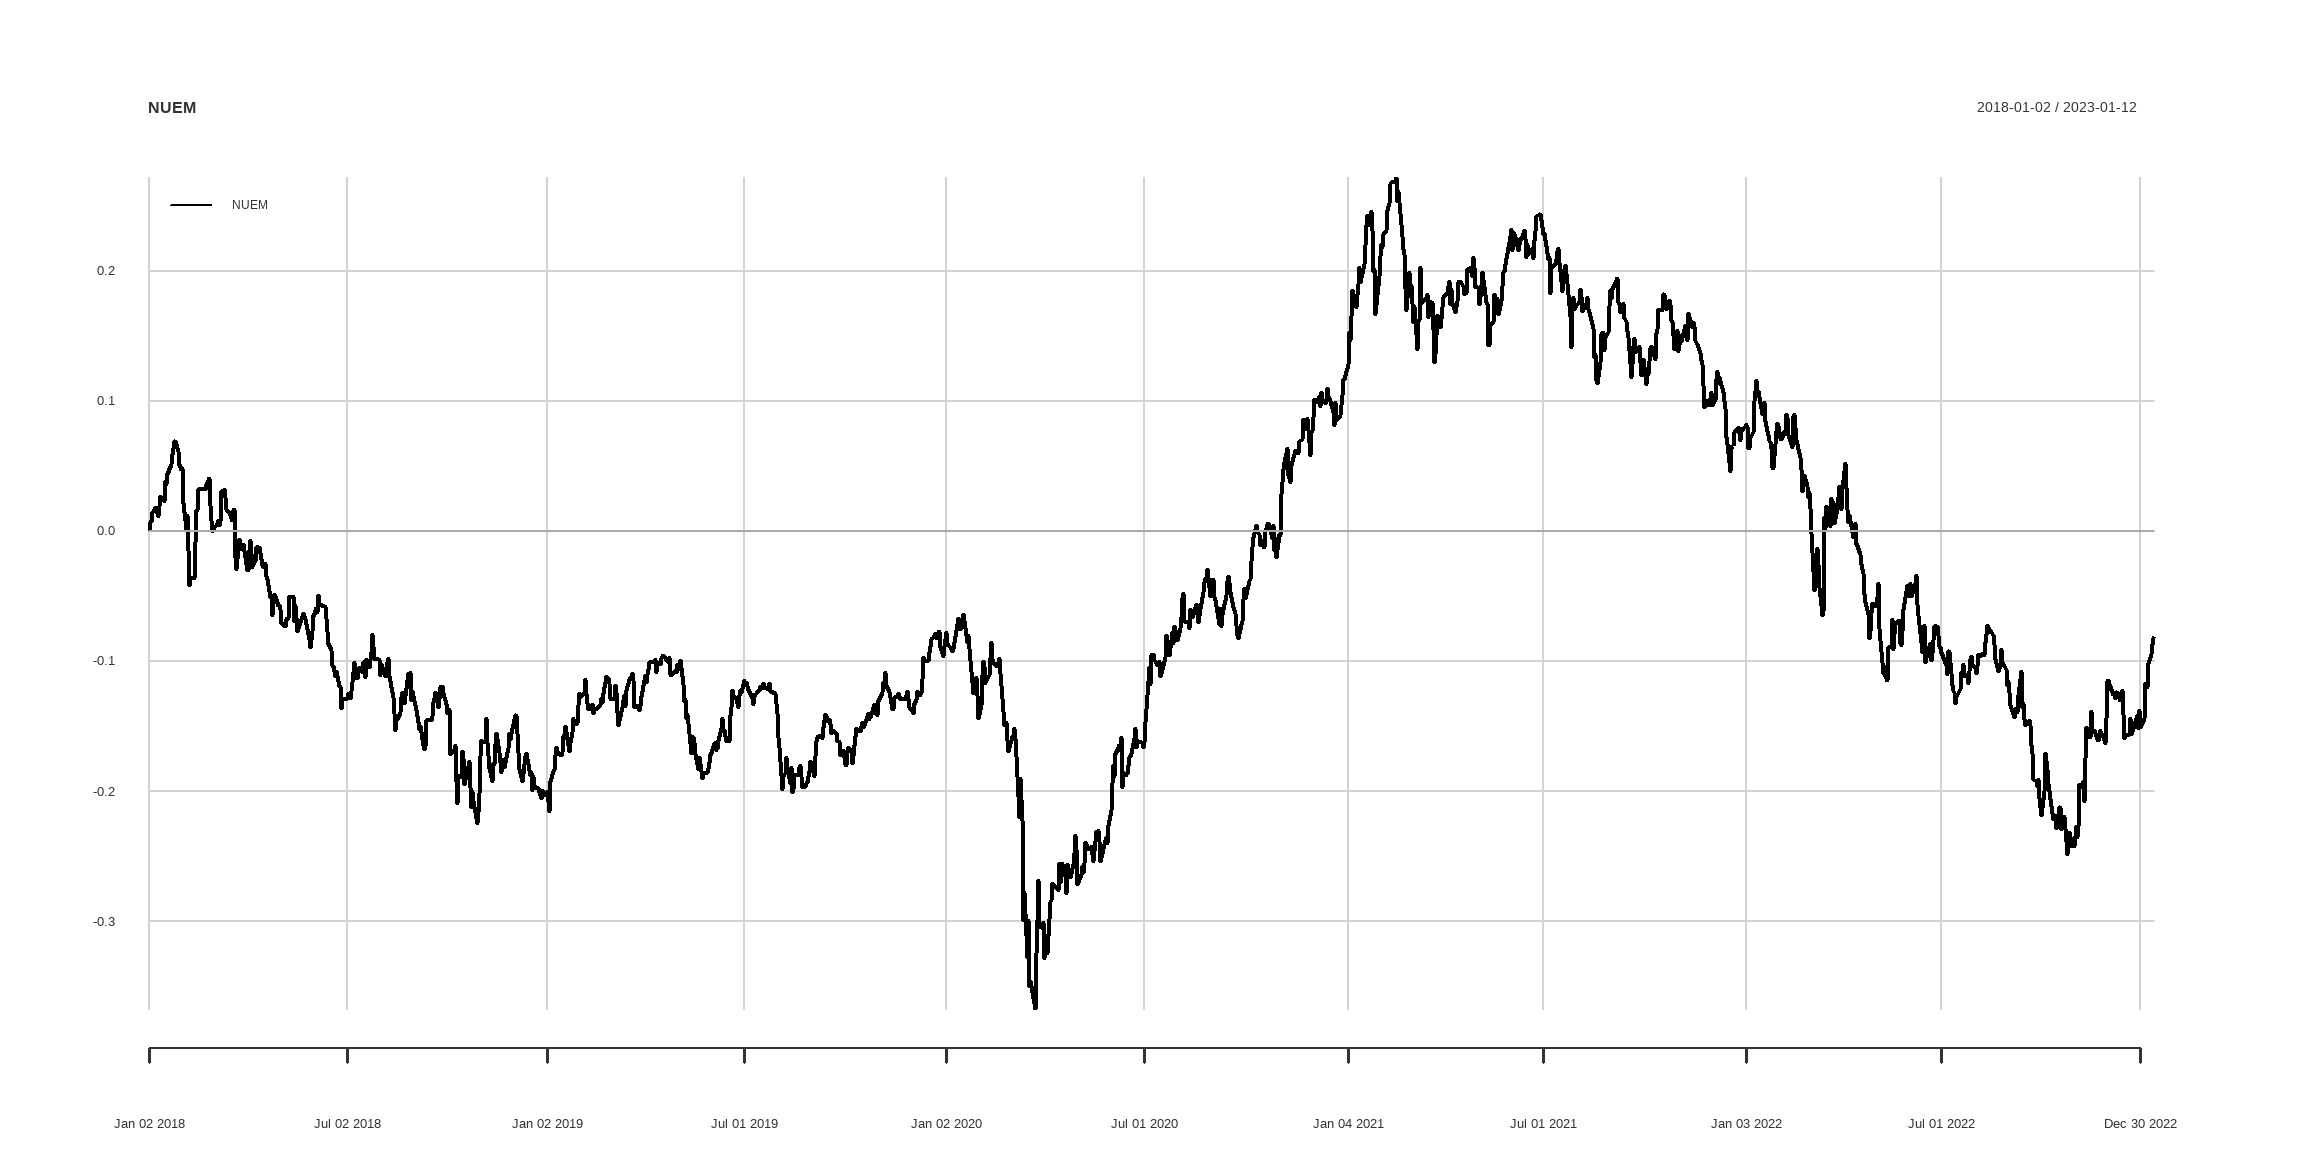 NUEM
2018-01-02 / 2023-01-12
NUEM
0.2
0.1
0.0
-0.1
-0.2
-0.3
Jan 02 2018
Jul 02 2018
Jan 02 2019
Jul 01 2019
Jan 02 2020
Jul 01 2020
Jan 04 2021
Jul 01 2021
Jan 03 2022
Jul 01 2022
Dec 30 2022